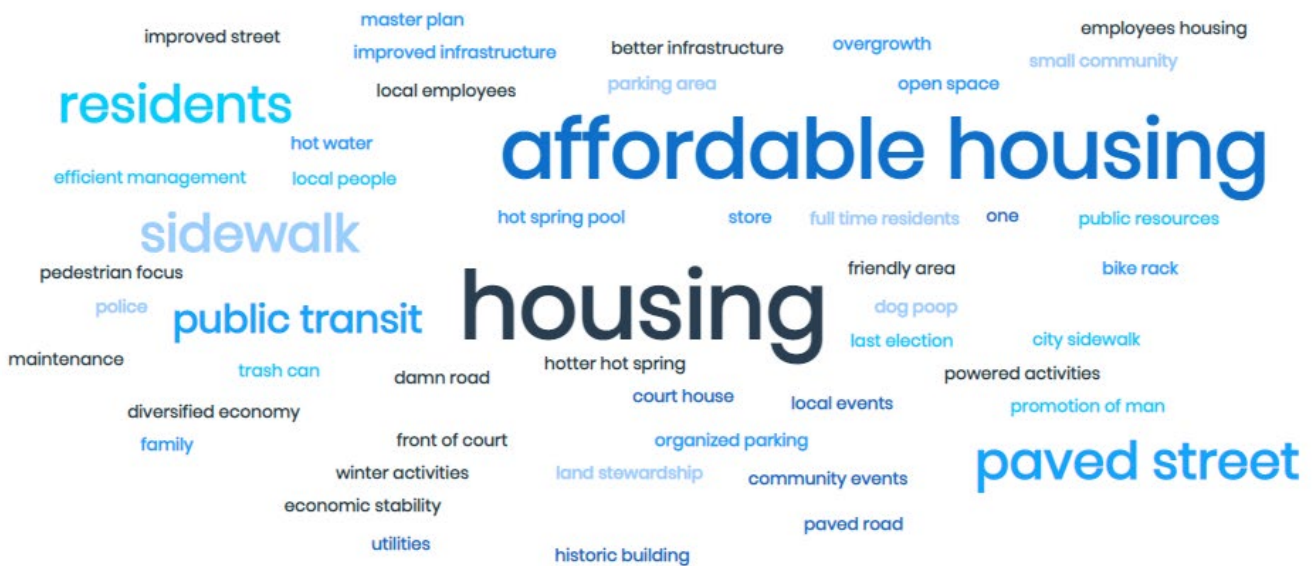 master plan
improved street
employees housing
improved infrastructure
better infrastructure
overgrowth
small community
residents
local employees
parking area
open space
affordable housing
hot water
efficient management
local people
sidewalk
hot spring pool
store
full time residents
one
public resources
pedestrian focus
housing
friendly area
bike rack
police
public transit
dog poop
last election
city sidewalk
maintenance
trash can
damn road
hotter hot spring
powered activities
court house
local events
promotion of man
diversified economy
family
front of court
organized parking
paved street
winter activities
land stewardship
community events
economic stability
paved road
utilities
historic building